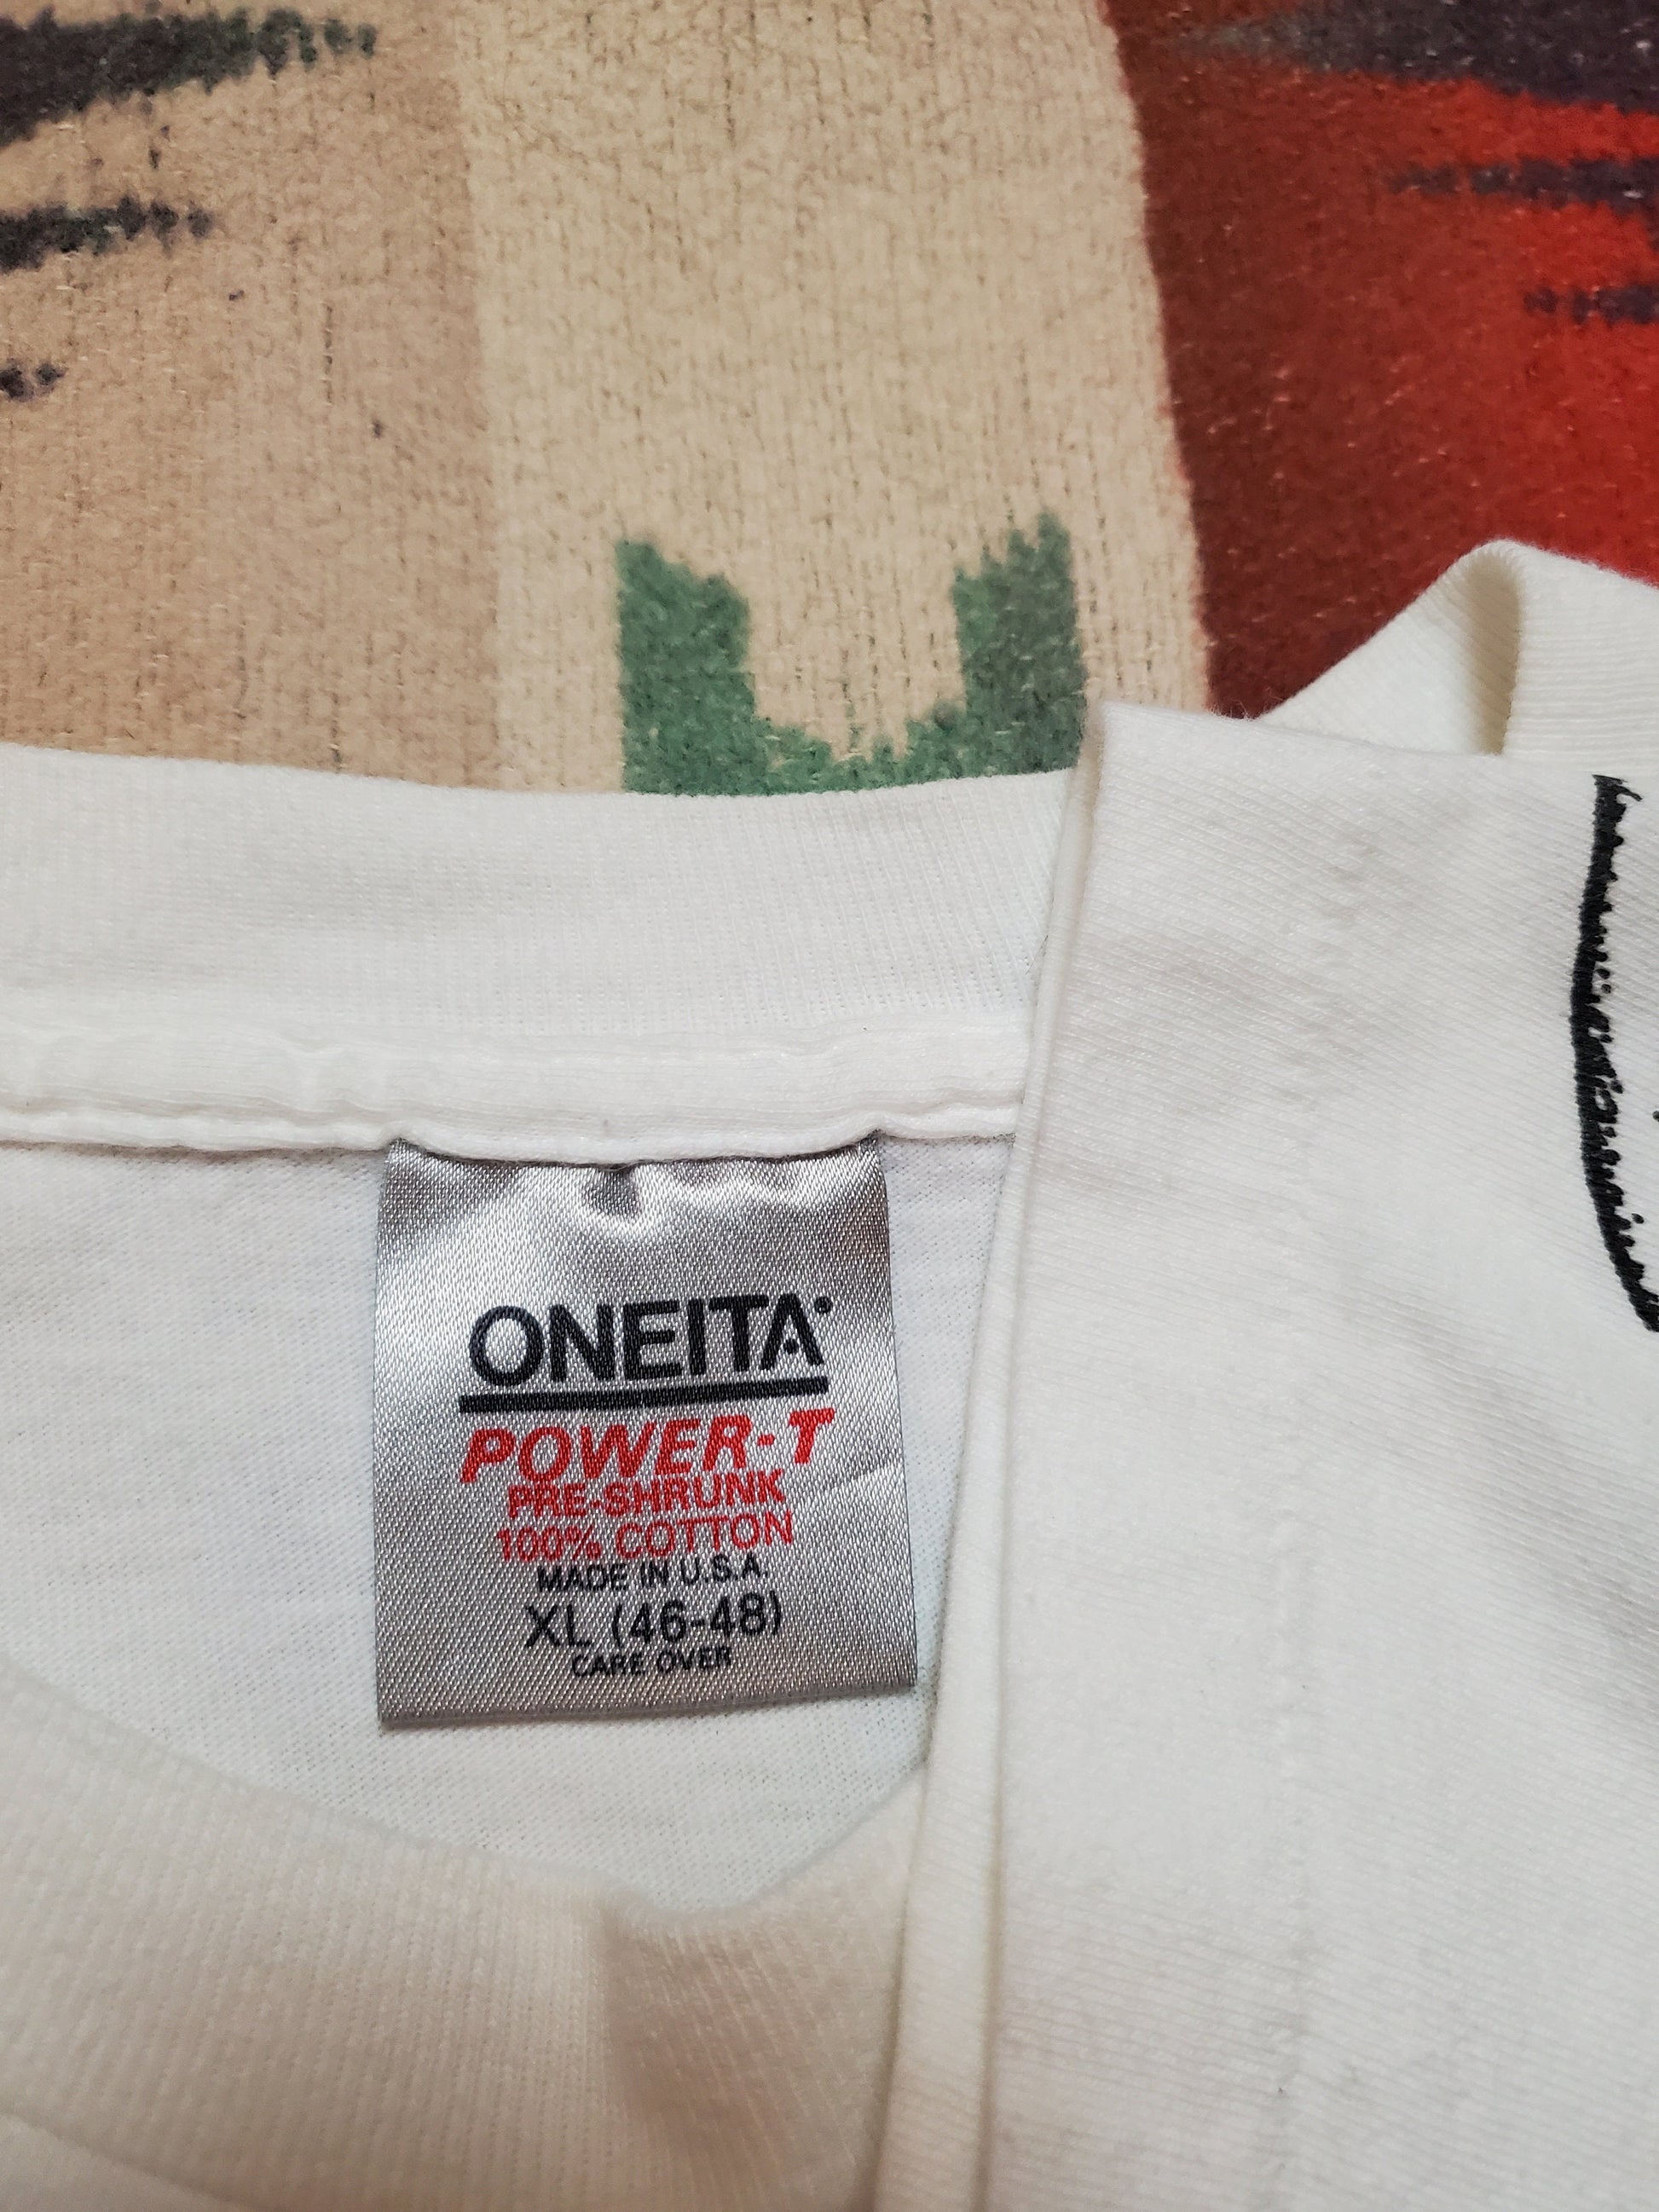 ONEITA
POWER-T
PRE-SHRUNK
100% COTTON
MADE IN U.S.A.
XL (46-48)
CARE OVER